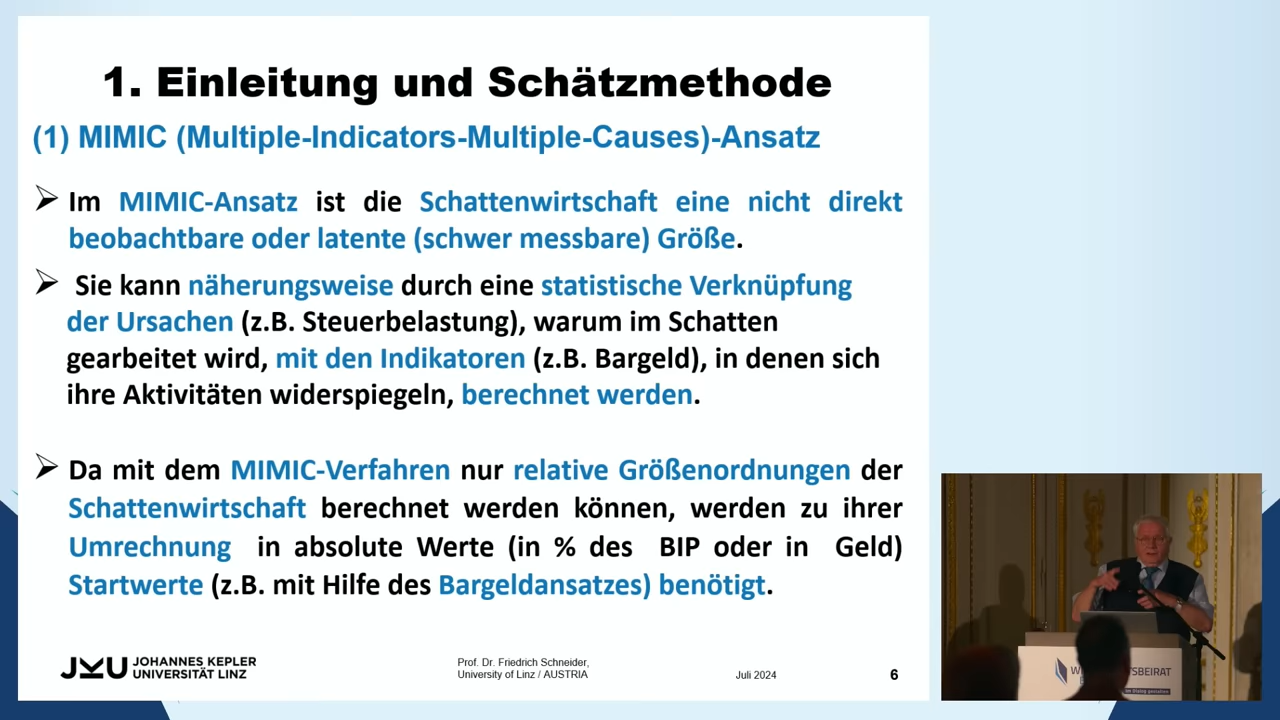 1. Einleitung und Schätzmethode
(1) MIMIC (Multiple-Indicators-Multiple-Causes)-Ansatz
Im MIMIC-Ansatz ist die Schattenwirtschaft eine nicht direkt
beobachtbare oder latente (schwer messbare) Größe.
Sie kann näherungsweise durch eine statistische Verknüpfung
der Ursachen (z.B. Steuerbelastung), warum im Schatten
gearbeitet wird, mit den Indikatoren (z.B. Bargeld), in denen sich
ihre Aktivitäten widerspiegeln, berechnet werden.
Da mit dem MIMIC-Verfahren nur relative Größenordnungen der
Schattenwirtschaft berechnet werden können, werden zu ihrer
Umrechnung in absolute Werte (in % des BIP oder in Geld)
Startwerte (z.B. mit Hilfe des Bargeldansatzes) benötigt.
JKU JOHANNES KEPLER
UNIVERSITÄT LINZ
Prof. Dr. Friedrich Schneider,
University of Linz / AUSTRIA
Juli 2024
6